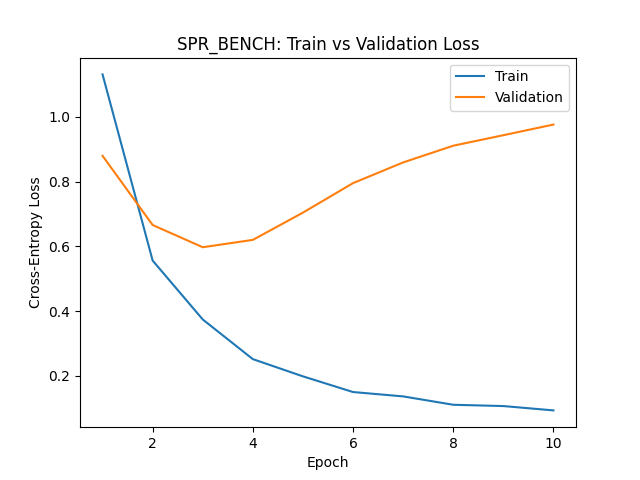 SPR_BENCH: Train vs Validation Loss
Train
Validation
Cross-Entropy Loss
1.0
0.8
0.6
0.4
0.2
2 4 6 8 10
Epoch